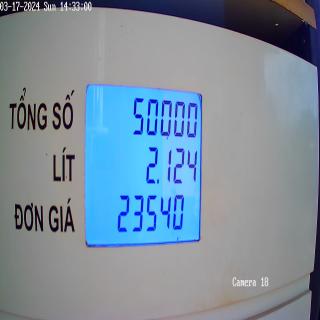 03-17-2024 Sun 14:33:00
TỔNG SỐ 50000
LÍT 2.124
ĐƠN GIÁ 23540
Camera 18